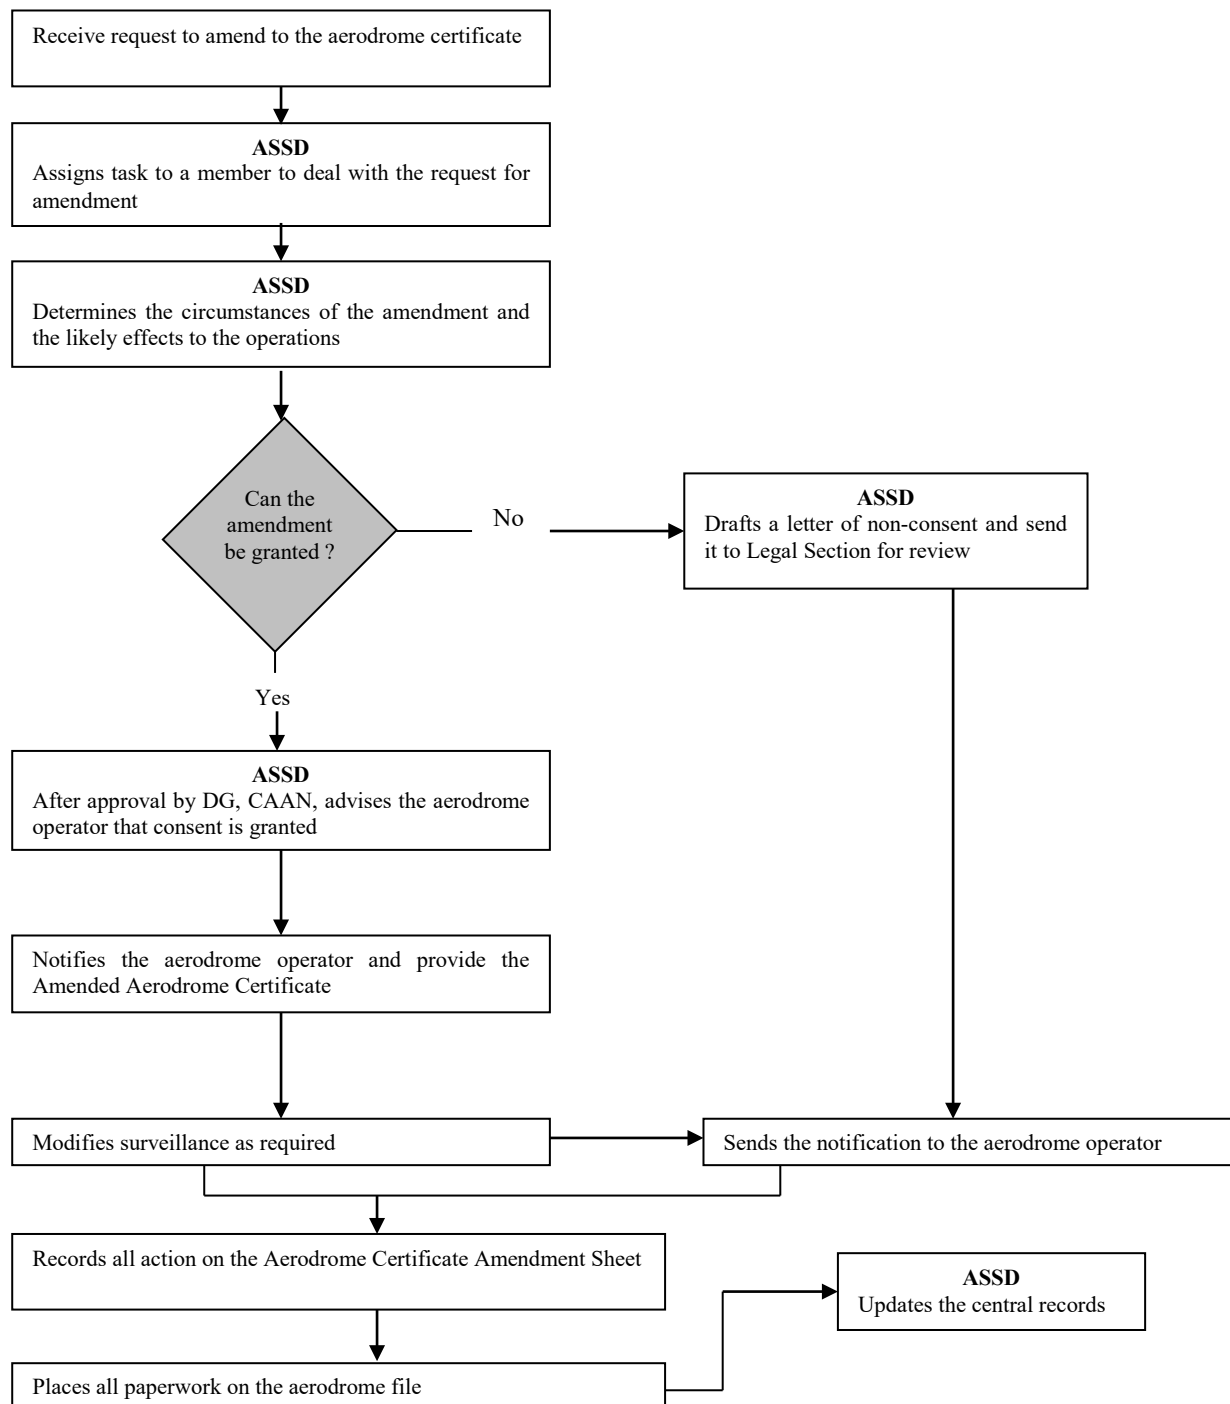 Receive request to amend to the aerodrome certificate
ASSD
Assigns task to a member to deal with the request for
amendment
ASSD
Determines the circumstances of the amendment and
the likely effects to the operations
Can the
amendment
be granted ?
No
ASSD
Drafts a letter of non-consent and send
it to Legal Section for review
Yes
ASSD
After approval by DG, CAAN, advises the aerodrome
operator that consent is granted
Notifies the aerodrome operator and provide the
Amended Aerodrome Certificate
Modifies surveillance as required
Sends the notification to the aerodrome operator
Records all action on the Aerodrome Certificate Amendment Sheet
ASSD
Updates the central records
Places all paperwork on the aerodrome file